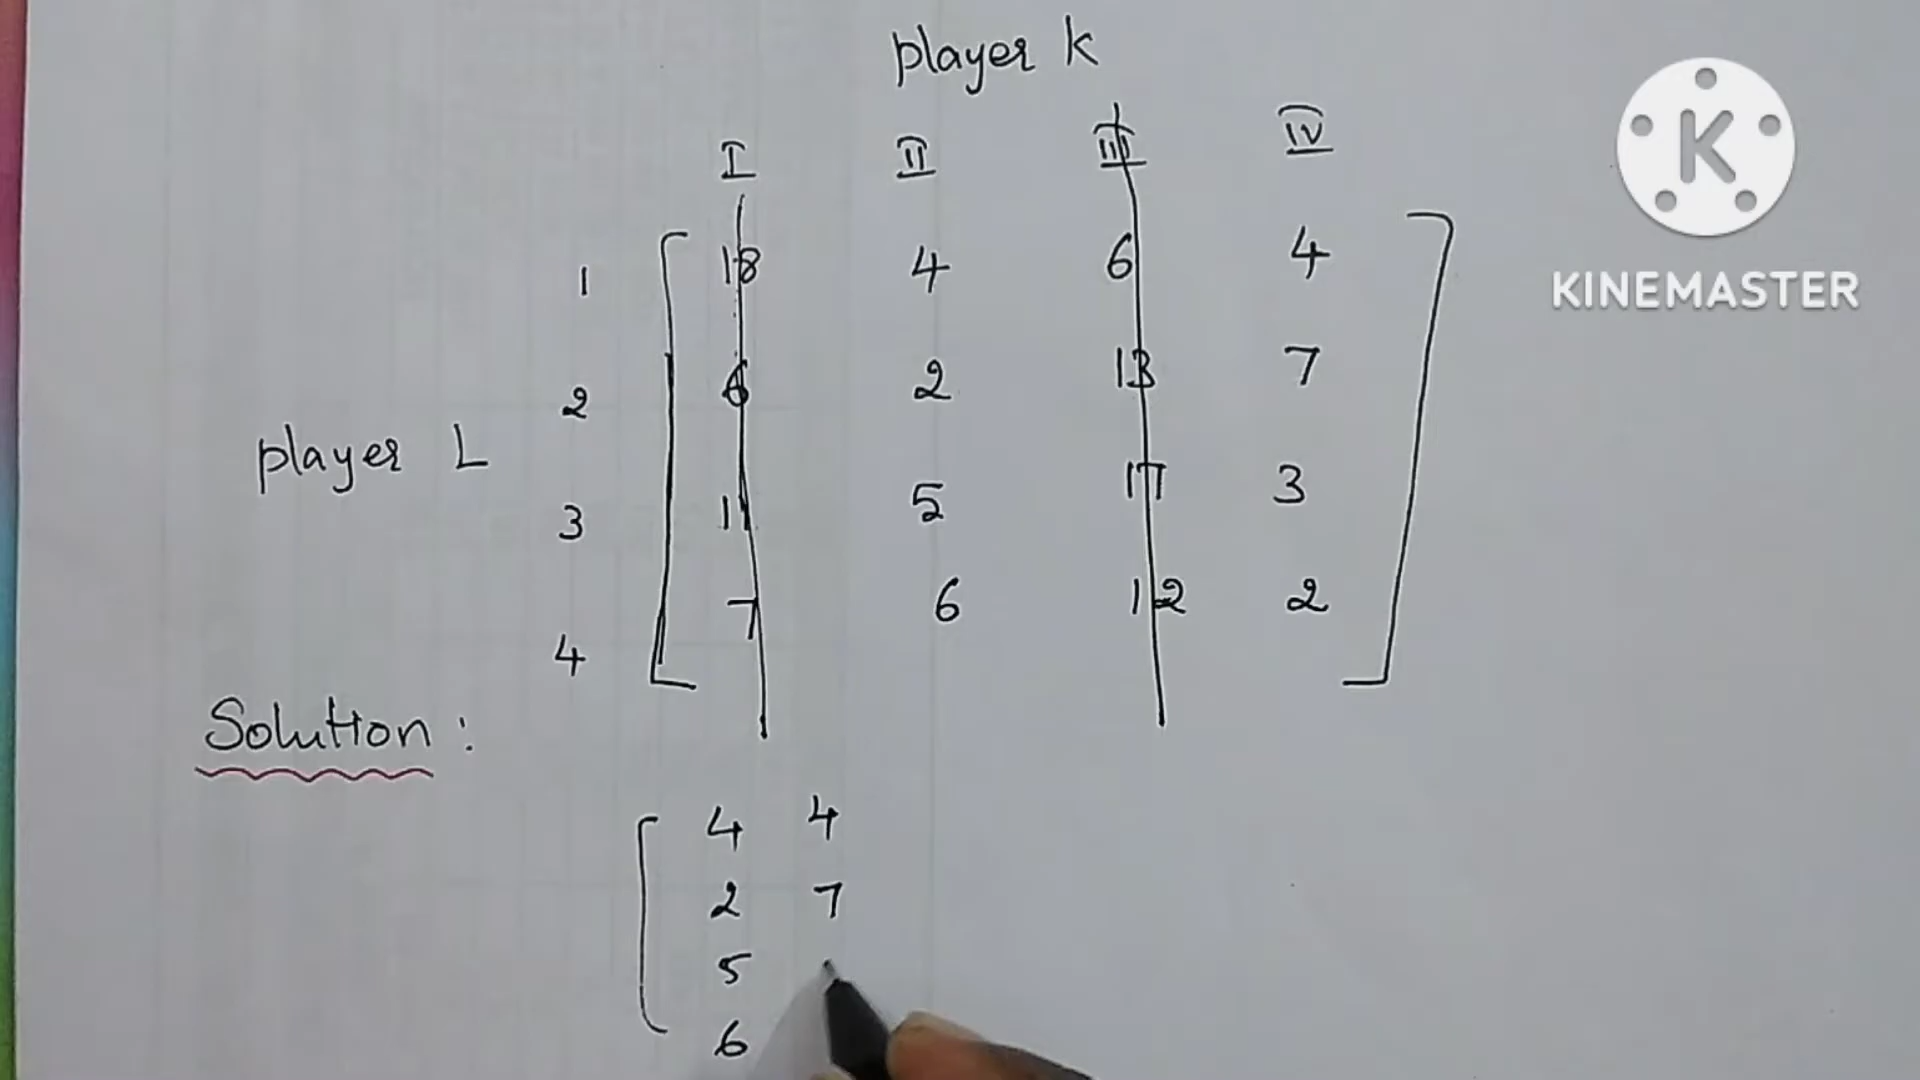 player K
I II III IV
1 18 4 6 4
2 6 2 13 7
player L
3 11 5 17 3
4 7 6 12 2
Solution :
4 4
2 7
5
6
K
KINEMASTER